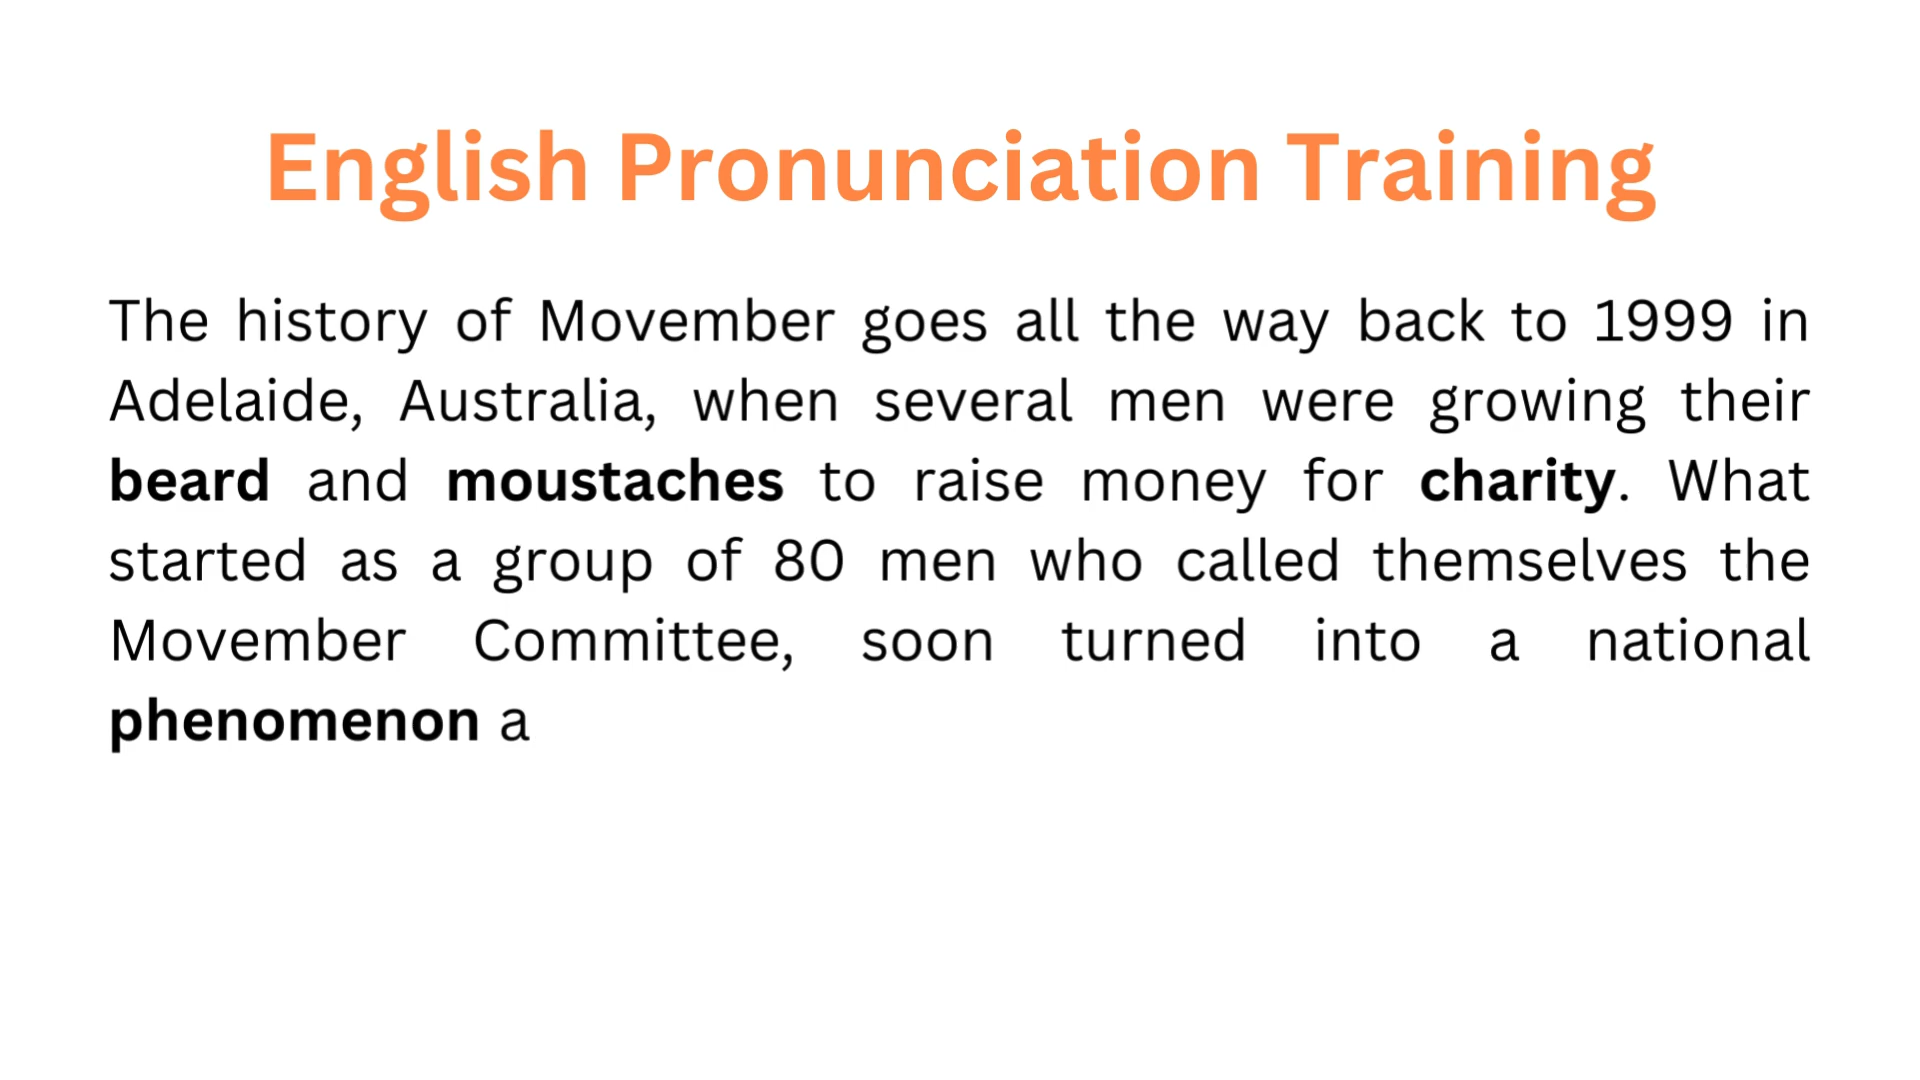 English Pronunciation Training
The history of Movember goes all the way back to 1999 in
Adelaide, Australia, when several men were growing their
beard and moustaches to raise money for charity. What
started as a group of 80 men who called themselves the
Movember Committee, soon turned into a national
phenomenon a